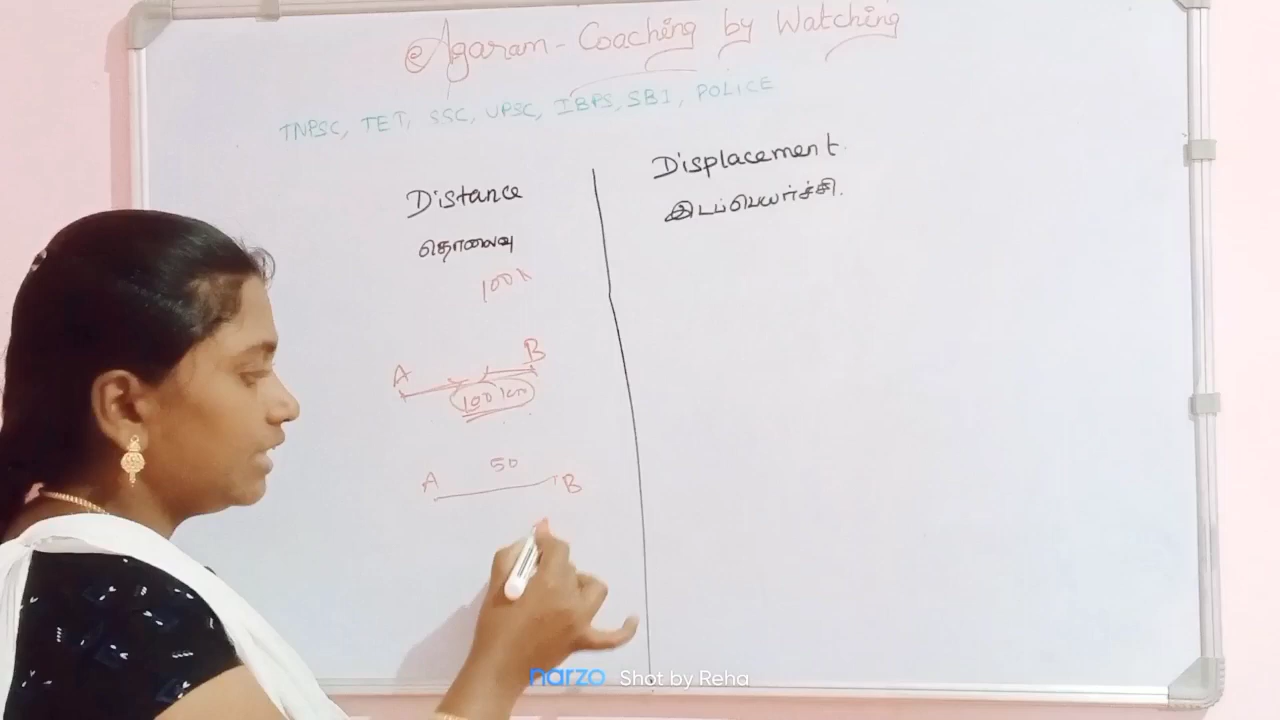 @Agaram - Coaching by Watching
TNPSC, TET, SSC, UPSC, IBPS, SBI, POLICE
Distance
தொலைவு
100k
A B
100 km
A 50 B
Displacement.
இடப்பெயர்ச்சி.
narzo Shot by Reha